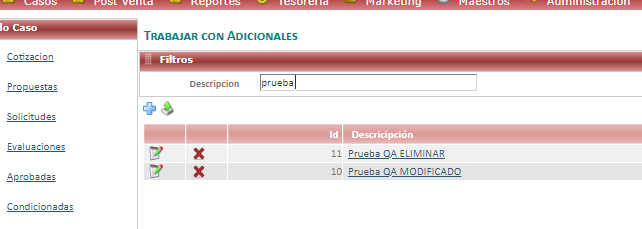 Casos Post Venta Reportes Tesorería Marketing Maestros Administración
lo Caso
TRABAJAR CON ADICIONALES
Filtros
Cotizacion
Descripcion prueba
Propuestas
Solicitudes
Id Descricipción
Evaluaciones
11 Prueba QA ELIMINAR
Aprobadas
10 Prueba QA MODIFICADO
Condicionadas